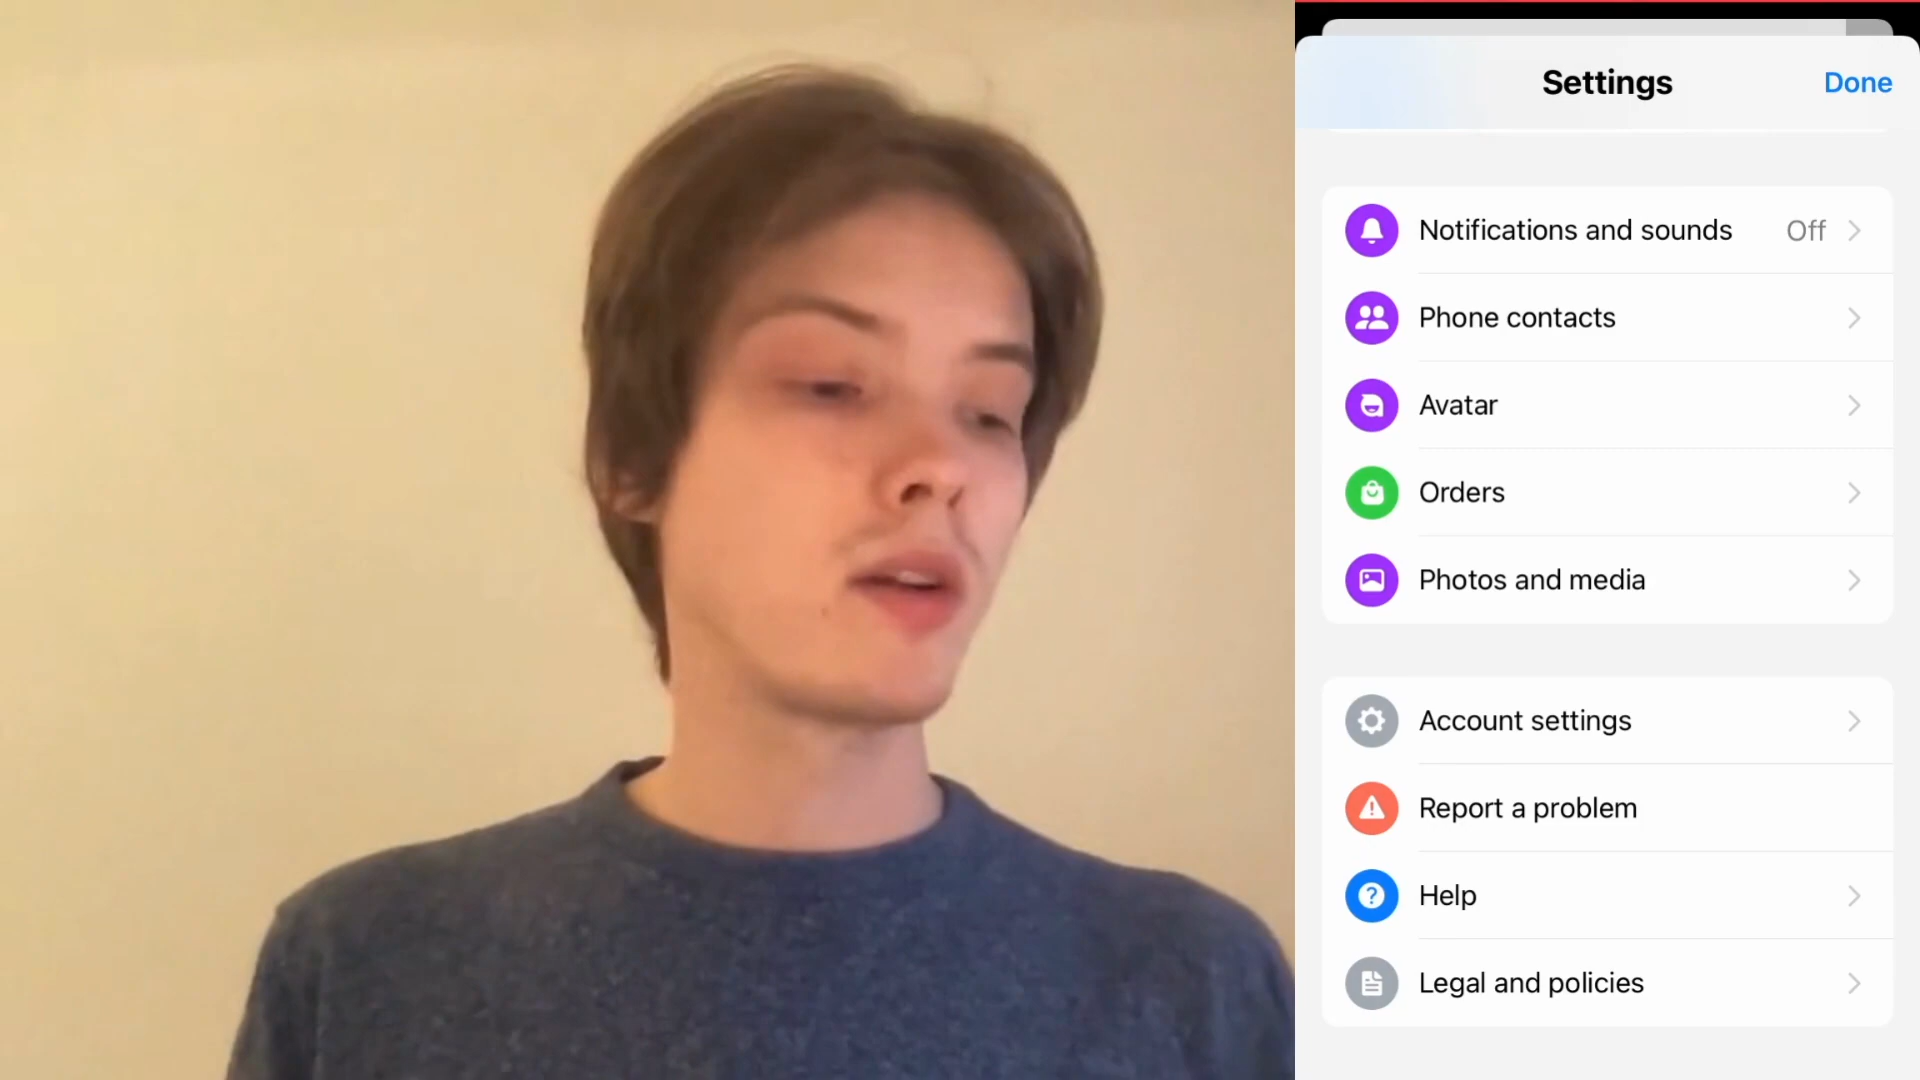 Settings
Done
Notifications and sounds Off
Phone contacts
Avatar
Orders
Photos and media
Account settings
Report a problem
Help
Legal and policies